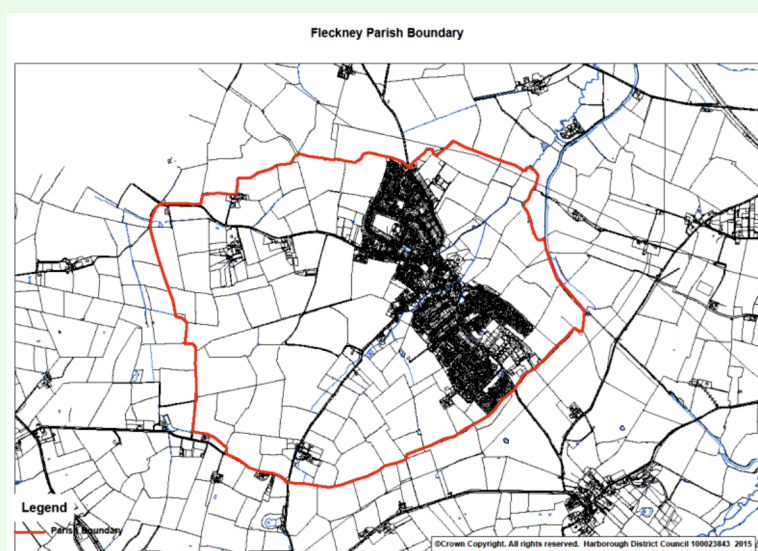 Fleckney Parish Boundary
Legend
Parish Boundary
©Crown Copyright. All rights reserved. Harborough District Council 100023843 2015